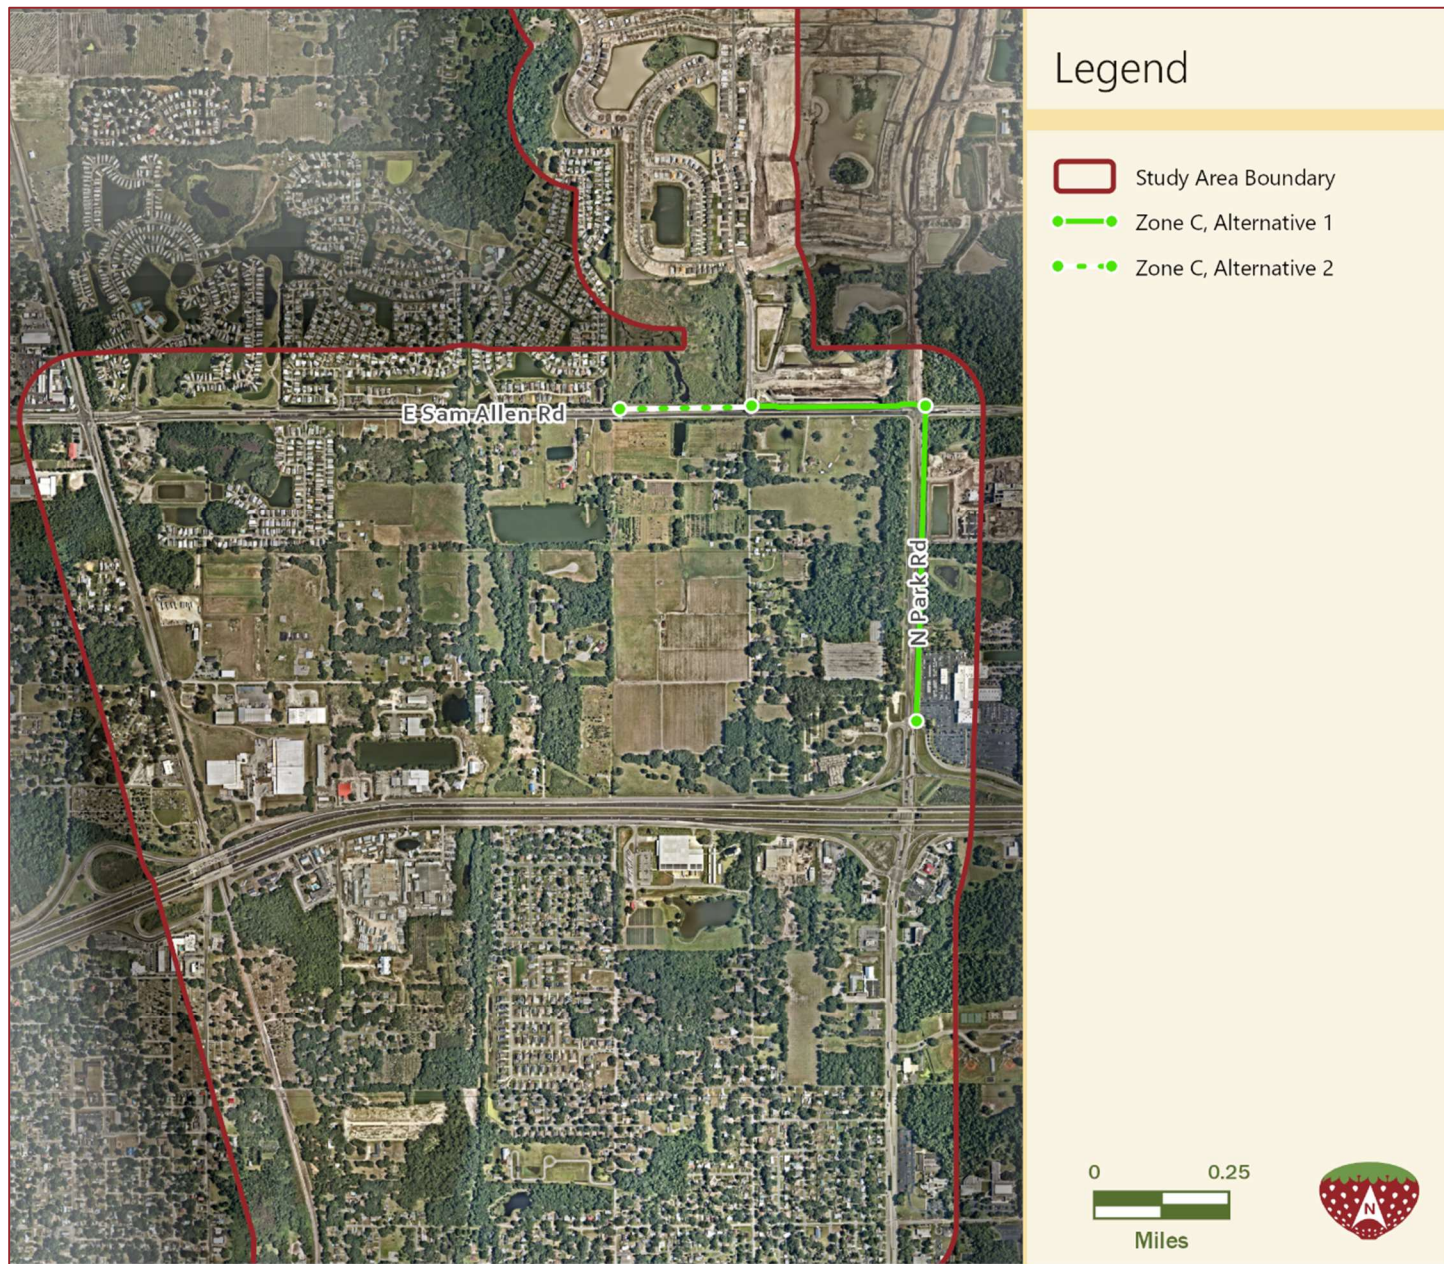 Legend
Study Area Boundary
Zone C, Alternative 1
Zone C, Alternative 2
E Sam Allen Rd
N Park Rd
0 0.25
Miles
N